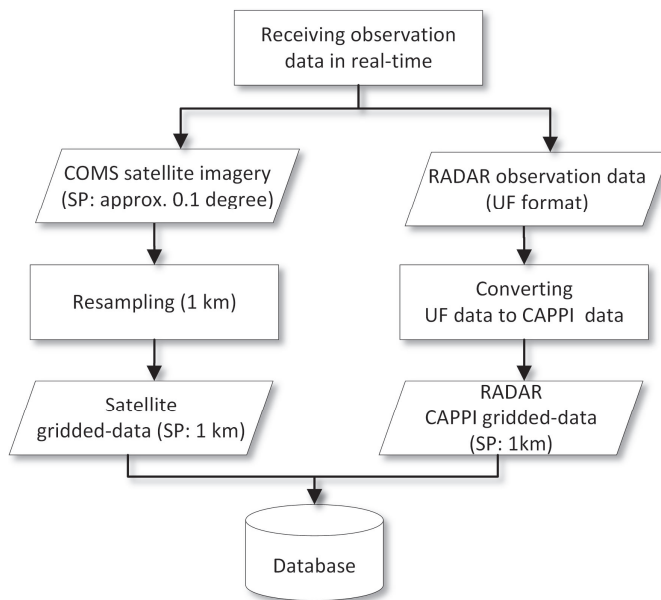 Receiving observation
data in real-time
COMS satellite imagery
(SP: approx. 0.1 degree)
RADAR observation data
(UF format)
Resampling (1 km)
Converting
UF data to CAPPI data
Satellite
gridded-data (SP: 1 km)
RADAR
CAPPI gridded-data
(SP: 1km)
Database